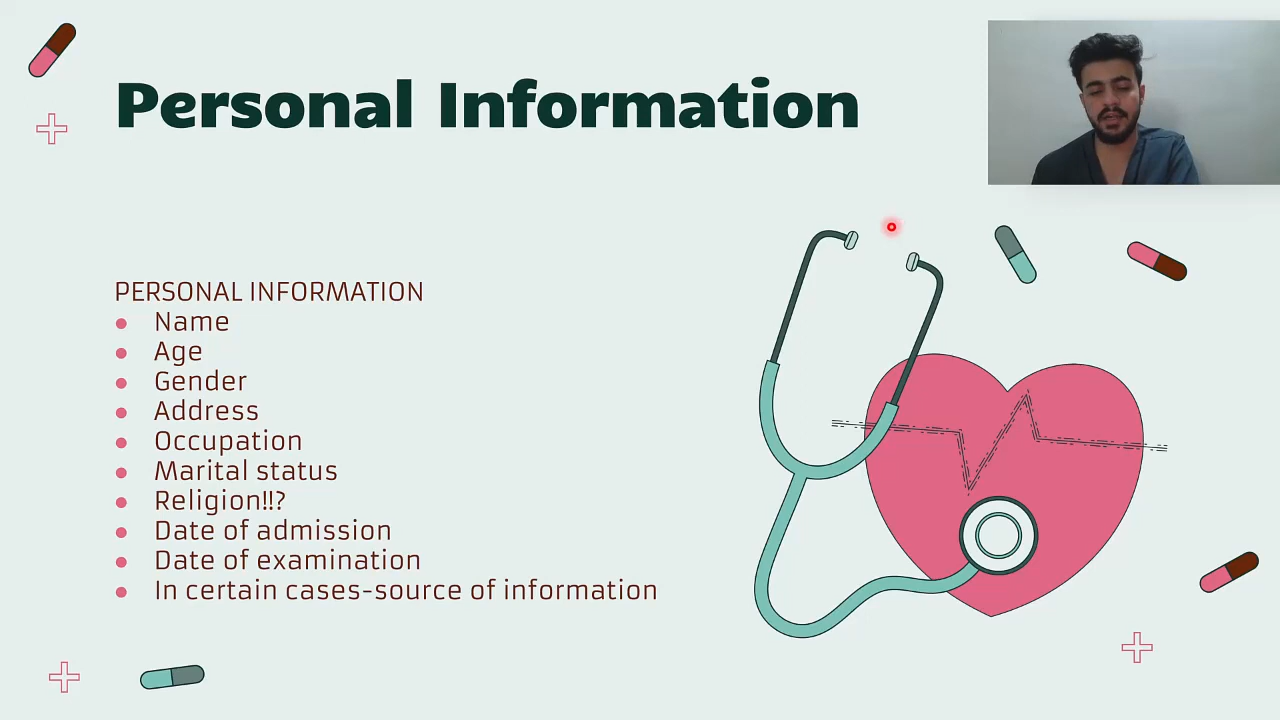 Personal Information
PERSONAL INFORMATION
Name
Age
Gender
Address
Occupation
Marital status
Religion!!?
Date of admission
Date of examination
In certain cases-source of information